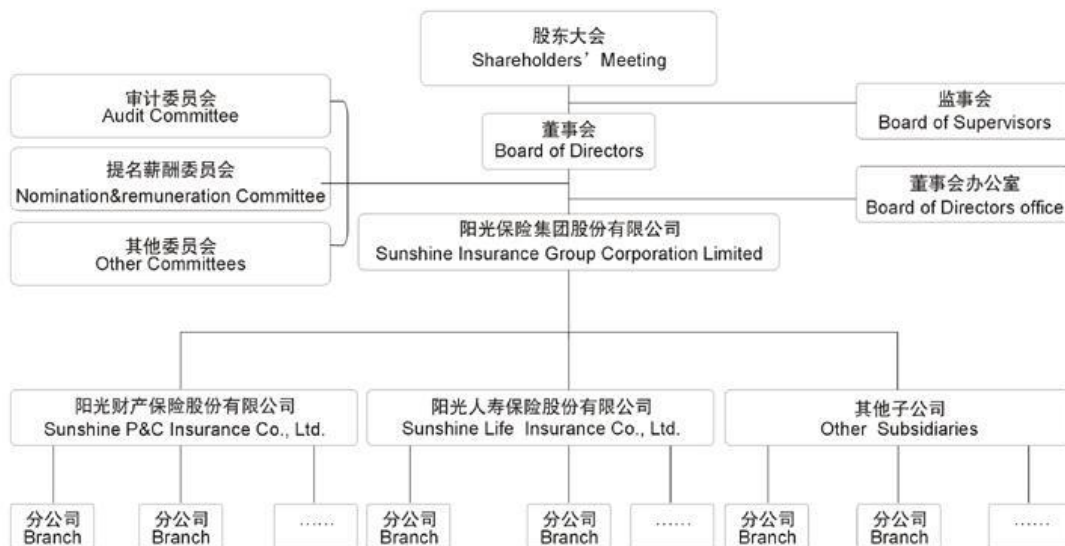 股东大会
Shareholders’ Meeting
审计委员会
Audit Committee
监事会
Board of Supervisors
董事会
Board of Directors
提名薪酬委员会
Nomination&remuneration Committee
董事会办公室
Board of Directors office
其他委员会
Other Committees
阳光保险集团股份有限公司
Sunshine Insurance Group Corporation Limited
阳光财产保险股份有限公司
Sunshine P&C Insurance Co., Ltd.
阳光人寿保险股份有限公司
Sunshine Life Insurance Co., Ltd.
其他子公司
Other Subsidiaries
分公司
Branch
分公司
Branch
……
分公司
Branch
分公司
Branch
……
分公司
Branch
分公司
Branch
……